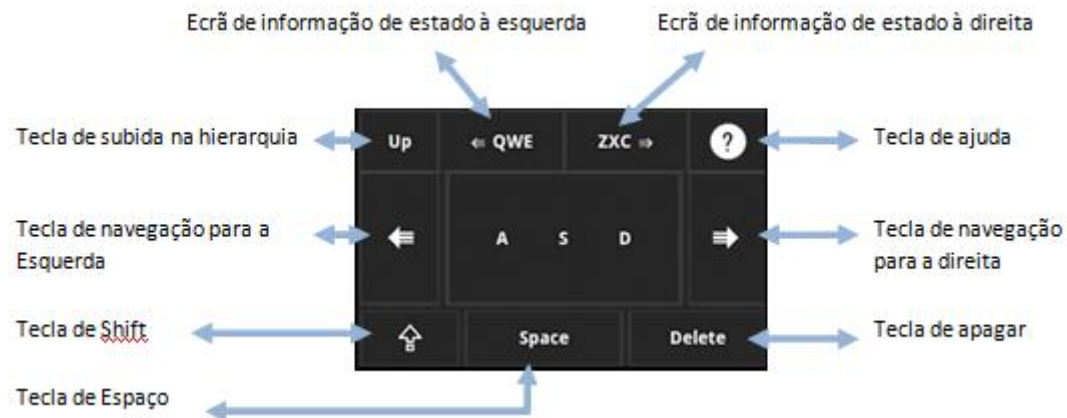 Ecrã de informação de estado à esquerda
Ecrã de informação de estado à direita
Tecla de subida na hierarquia
Up
⇐ QWE
ZXC ⇒
?
Tecla de ajuda
Tecla de navegação para a
Esquerda
A S D
Tecla de navegação
para a direita
Tecla de Shift
Space
Delete
Tecla de apagar
Tecla de Espaço